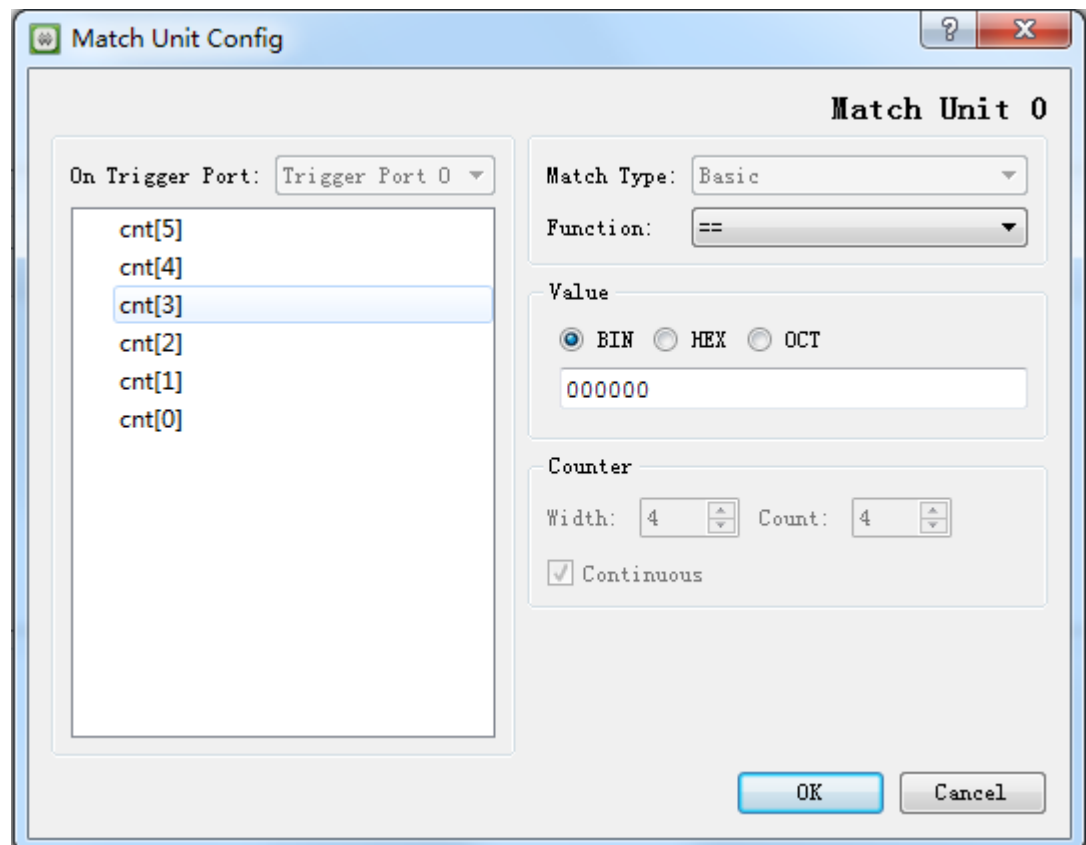 Match Unit Config
?
Match Unit 0
On Trigger Port: Trigger Port 0
cnt[5]
cnt[4]
cnt[3]
cnt[2]
cnt[1]
cnt[0]
Match Type: Basic
Function: ==
Value
BIN HEX OCT
000000
Counter
Width: 4 Count: 4
Continuous
OK Cancel